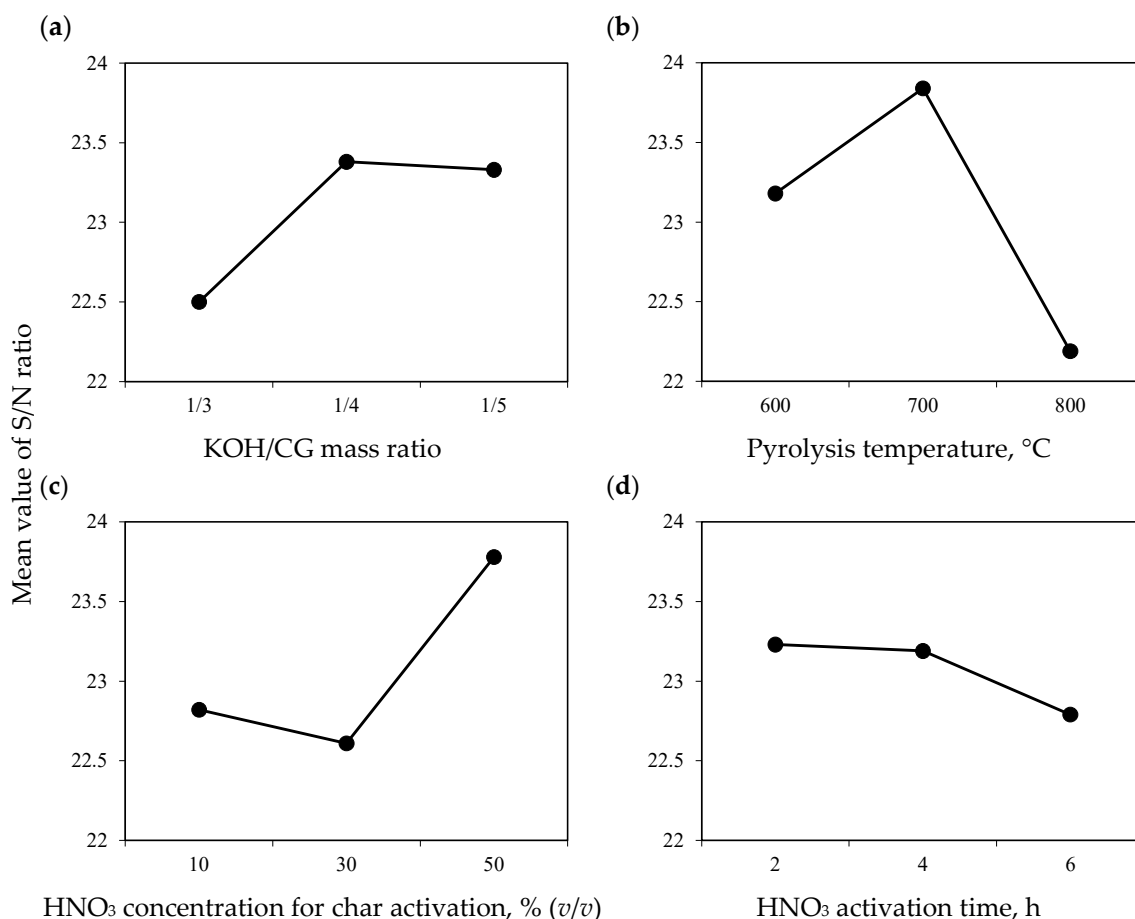 (a)
24
23.5
23
22.5
22
1/3 1/4 1/5
KOH/CG mass ratio
(b)
24
23.5
23
22.5
22
600 700 800
Pyrolysis temperature, °C
Mean value of S/N ratio
(c)
24
23.5
23
22.5
22
10 30 50
HNO₃ concentration for char activation, % (v/v)
(d)
24
23.5
23
22.5
22
2 4 6
HNO₃ activation time, h